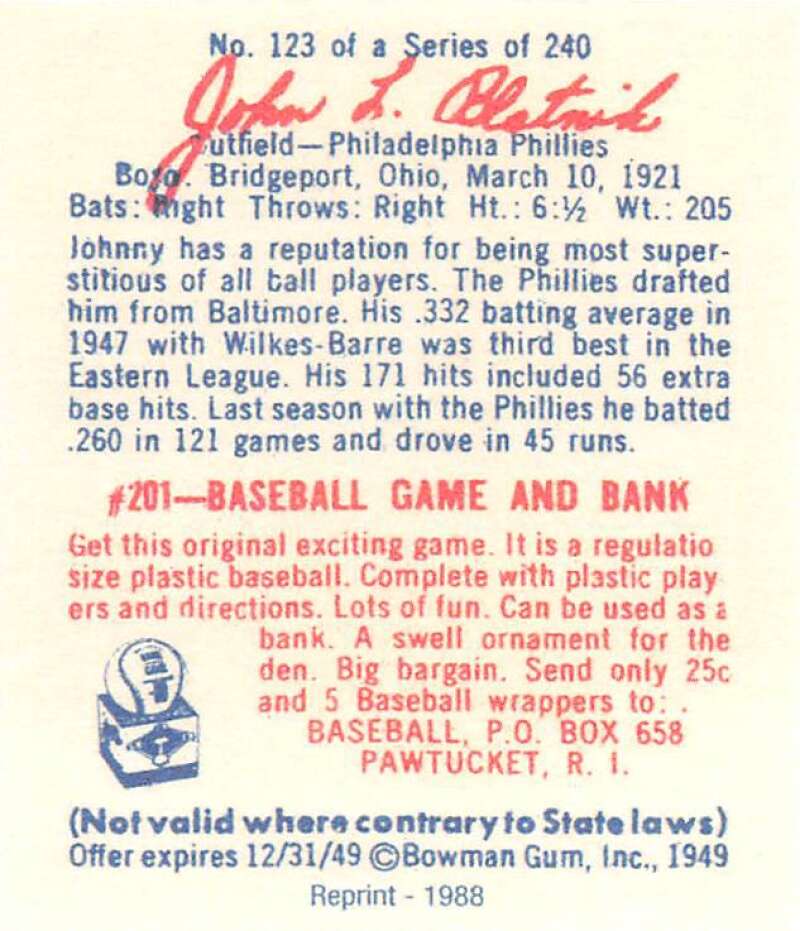 No. 123 of a Series of 240
John L. Blatnik
Outfield—Philadelphia Phillies
Born: Bridgeport, Ohio, March 10, 1921
Bats: Right Throws: Right Ht.: 6:½ Wt.: 205
Johnny has a reputation for being most super-
stitious of all ball players. The Phillies drafted
him from Baltimore. His .332 batting average in
1947 with Wilkes-Barre was third best in the
Eastern League. His 171 hits included 56 extra
base hits. Last season with the Phillies he batted
.260 in 121 games and drove in 45 runs.
#201—BASEBALL GAME AND BANK
Get this original exciting game. It is a regulatio
size plastic baseball. Complete with plastic play
ers and directions. Lots of fun. Can be used as a
bank. A swell ornament for the
den. Big bargain. Send only 25c
and 5 Baseball wrappers to: .
BASEBALL, P.O. BOX 658
PAWTUCKET, R. I.
(Not valid where contrary to State laws)
Offer expires 12/31/49 ©Bowman Gum, Inc., 1949
Reprint - 1988